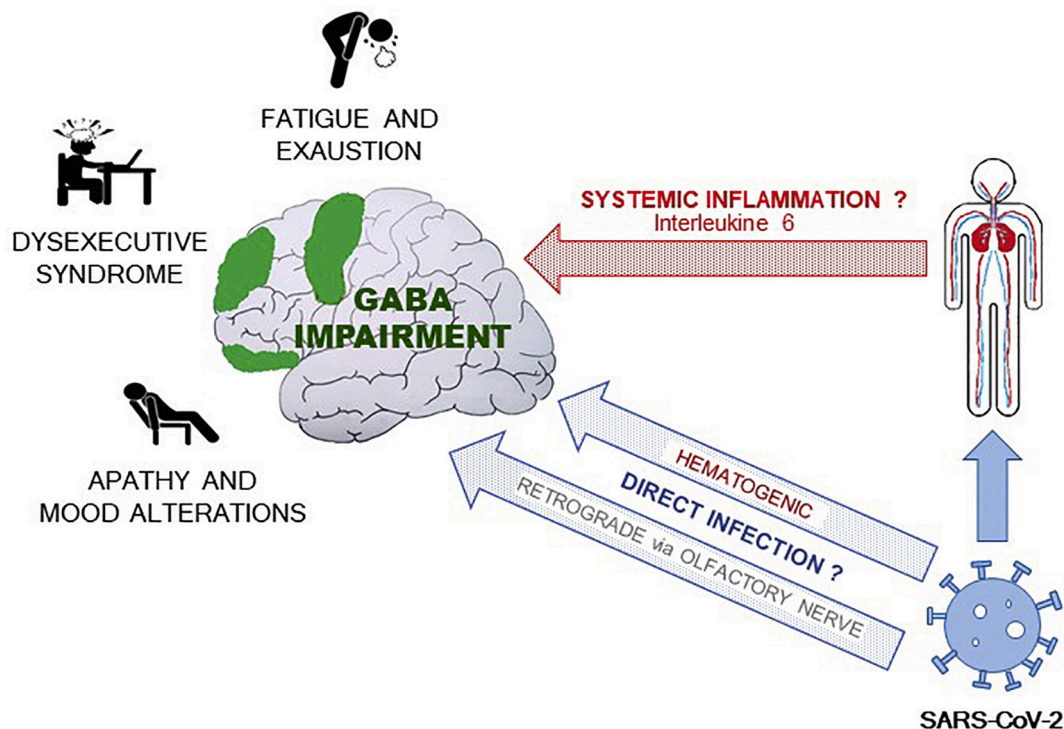 FATIGUE AND
EXAUSTION
DYSEXECUTIVE
SYNDROME
APATHY AND
MOOD ALTERATIONS
GABA
IMPAIRMENT
SYSTEMIC INFLAMMATION ?
Interleukine 6
HEMATOGENIC
DIRECT INFECTION ?
RETROGRADE via OLFACTORY NERVE
SARS-CoV-2